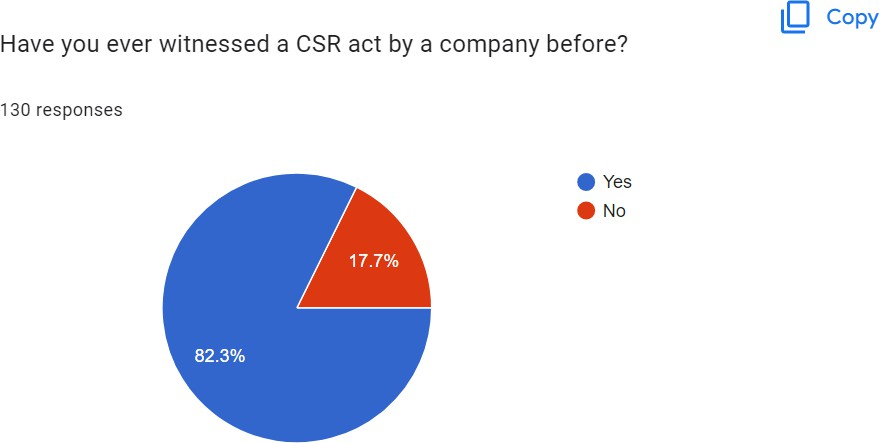 Copy
Have you ever witnessed a CSR act by a company before?
130 responses
Yes
No
17.7%
82.3%